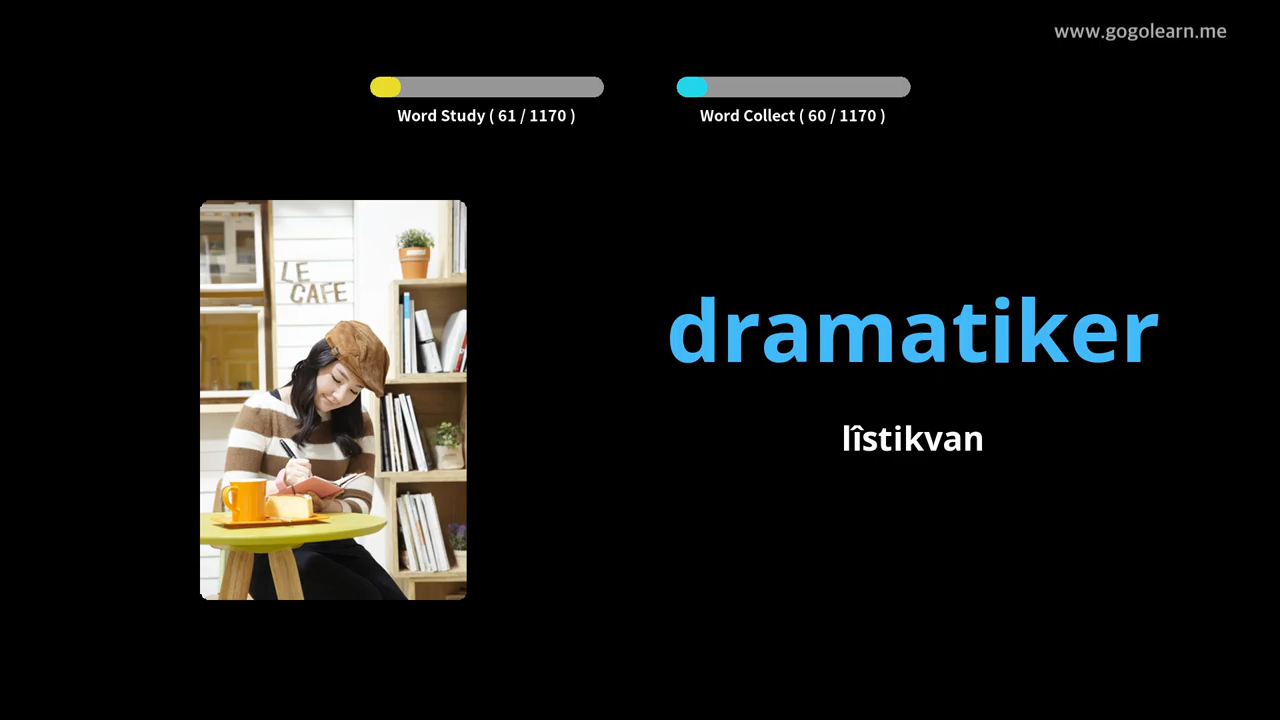 www.gogolearn.me
Word Study ( 61 / 1170 )
Word Collect ( 60 / 1170 )
LE
CAFE
dramatiker
lîstikvan